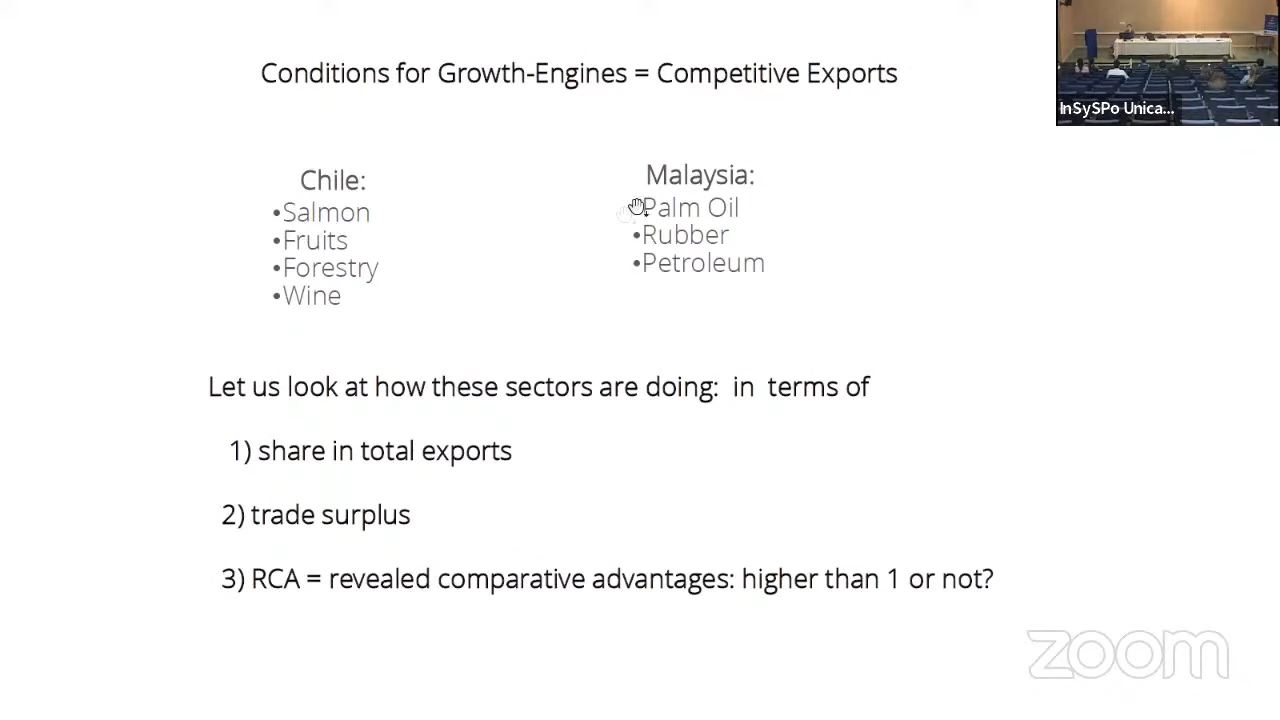 Conditions for Growth-Engines = Competitive Exports
InSySPo Unica...
Chile:
•Salmon
•Fruits
•Forestry
•Wine
Malaysia:
•Palm Oil
•Rubber
•Petroleum
Let us look at how these sectors are doing: in terms of
1) share in total exports
2) trade surplus
3) RCA = revealed comparative advantages: higher than 1 or not?
zoom